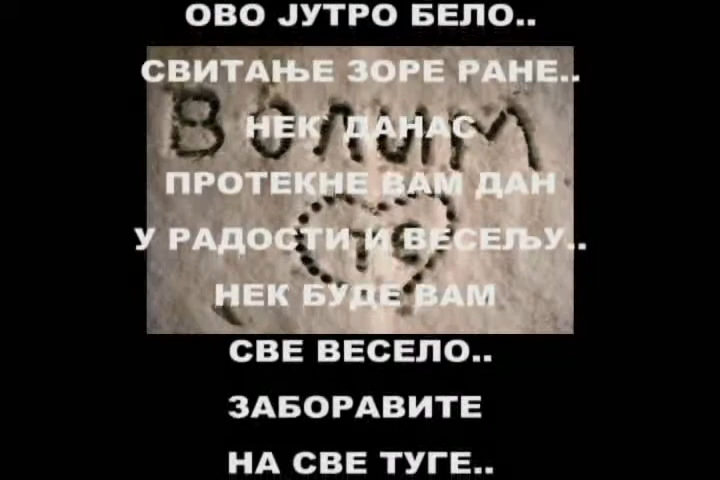 ОВО ЈУТРО БЕЛО..
СВИТАЊЕ ЗОРЕ РАНЕ..
НЕК` ДАНАС
ПРОТЕКНЕ ВАМ ДАН
У РАДОСТИ И ВЕСЕЉУ..
НЕК БУДЕ ВАМ
СВЕ ВЕСЕЛО..
ЗАБОРАВИТЕ
НА СВЕ ТУГЕ..
Волим
те